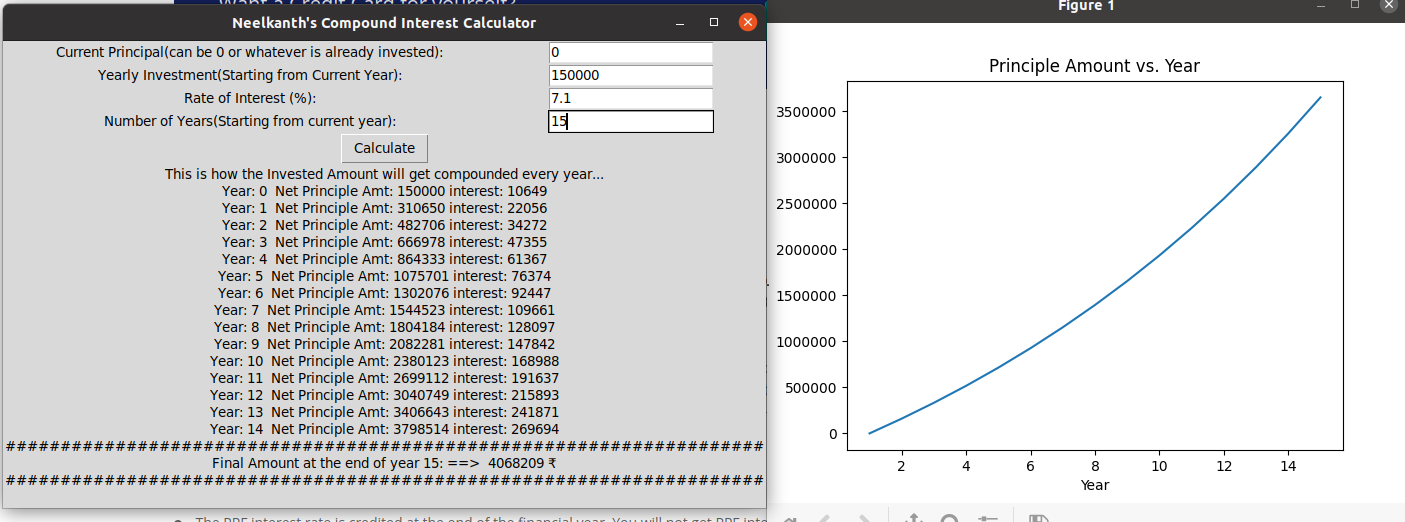 Want a Credit Card for yourself?
Neelkanth's Compound Interest Calculator
Current Principal(can be 0 or whatever is already invested): 0
Yearly Investment(Starting from Current Year): 150000
Rate of Interest (%): 7.1
Number of Years(Starting from current year): 15
Calculate
This is how the Invested Amount will get compounded every year...
Year: 0 Net Principle Amt: 150000 interest: 10649
Year: 1 Net Principle Amt: 310650 interest: 22056
Year: 2 Net Principle Amt: 482706 interest: 34272
Year: 3 Net Principle Amt: 666978 interest: 47355
Year: 4 Net Principle Amt: 864333 interest: 61367
Year: 5 Net Principle Amt: 1075701 interest: 76374
Year: 6 Net Principle Amt: 1302076 interest: 92447
Year: 7 Net Principle Amt: 1544523 interest: 109661
Year: 8 Net Principle Amt: 1804184 interest: 128097
Year: 9 Net Principle Amt: 2082281 interest: 147842
Year: 10 Net Principle Amt: 2380123 interest: 168988
Year: 11 Net Principle Amt: 2699112 interest: 191637
Year: 12 Net Principle Amt: 3040749 interest: 215893
Year: 13 Net Principle Amt: 3406643 interest: 241871
Year: 14 Net Principle Amt: 3798514 interest: 269694
######################################################################
Final Amount at the end of year 15: ==> 4068209 ₹
######################################################################
The PPF interest rate is credited at the end of the financial year. You will not get PPF inte
Figure 1
Principle Amount vs. Year
3500000
3000000
2500000
2000000
1500000
1000000
500000
0
2 4 6 8 10 12 14
Year